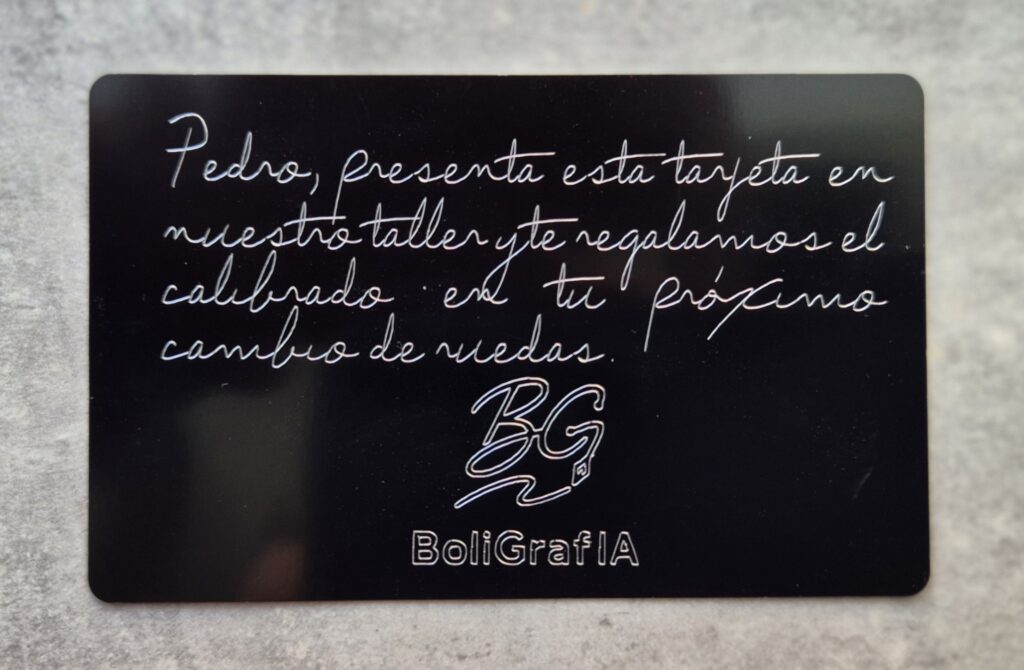 Pedro, presenta esta tarjeta en
nuestro taller y te regalamos el
calibrado en tu próximo
cambio de ruedas.
BG
BoliGrafIA